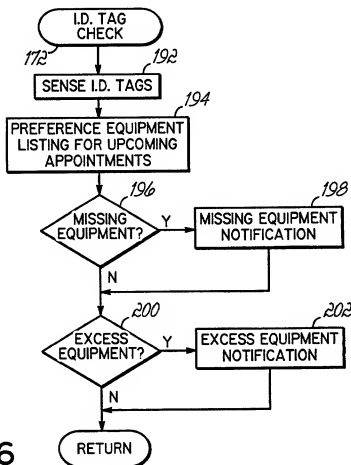 I.D. TAG
CHECK
172
192
SENSE I.D. TAGS
194
PREFERENCE EQUIPMENT
LISTING FOR UPCOMING
APPOINTMENTS
196
198
MISSING
EQUIPMENT?
Y
MISSING EQUIPMENT
NOTIFICATION
N
200
202
EXCESS
EQUIPMENT?
Y
EXCESS EQUIPMENT
NOTIFICATION
N
RETURN
6